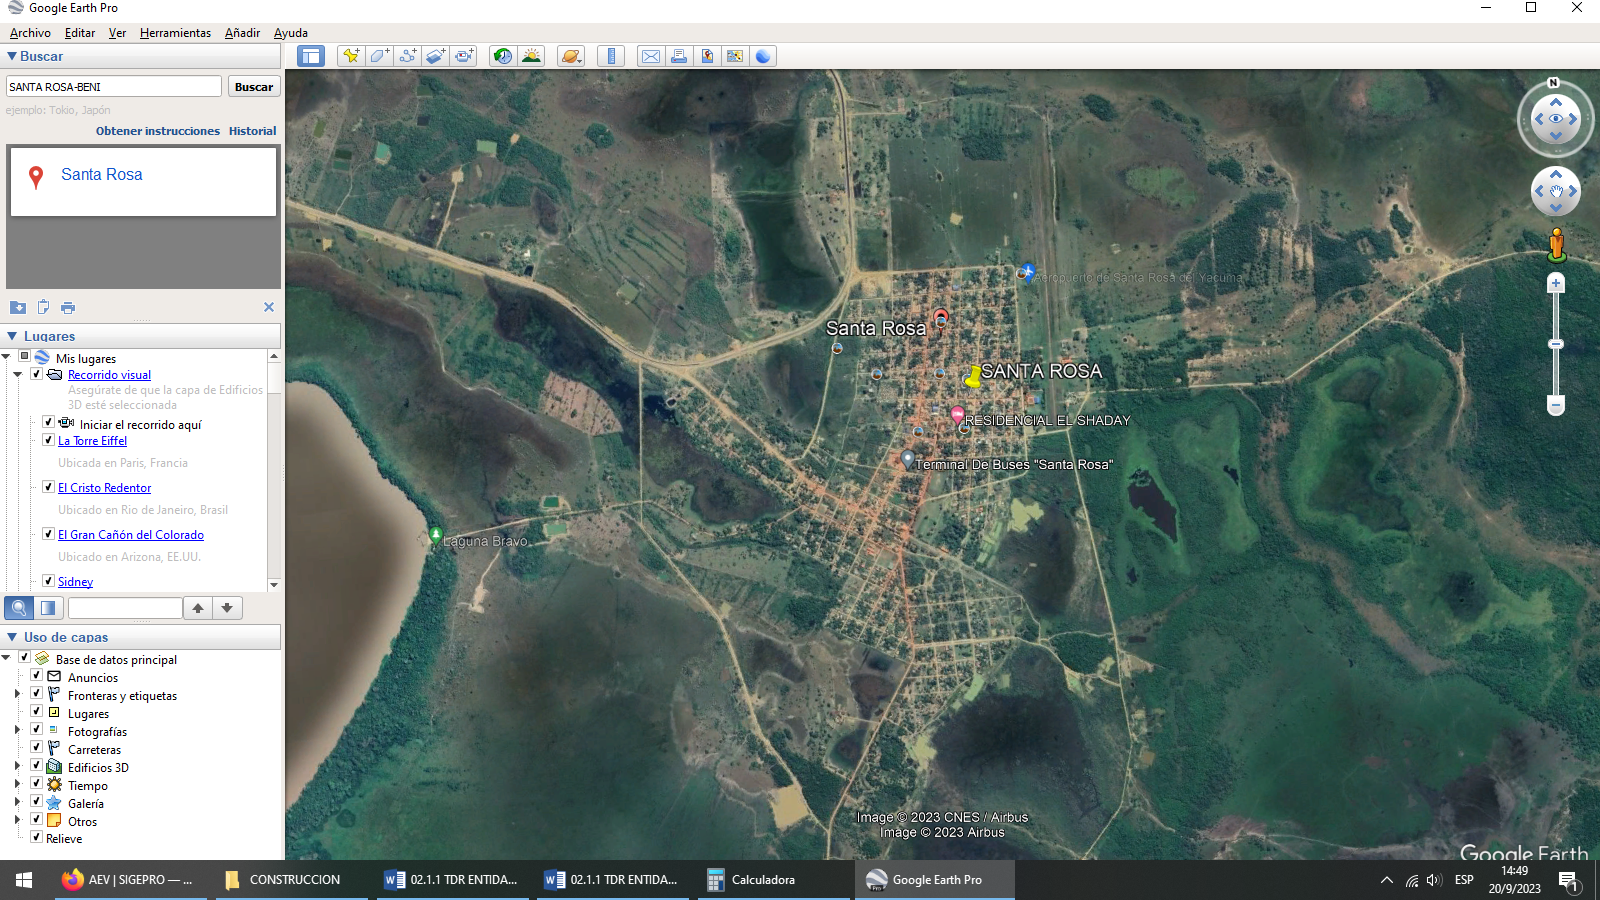 Google Earth Pro
Archivo Editar Ver Herramientas Añadir Ayuda
Buscar
SANTA ROSA-BENI
Buscar
ejemplo: Tokio, Japón
Obtener instrucciones Historial
Santa Rosa
Lugares
Mis lugares
Recorrido visual
Asegúrate de que la capa de Edificios
3D esté seleccionada
Iniciar el recorrido aquí
La Torre Eiffel
Ubicada en París, Francia
El Cristo Redentor
Ubicado en Rio de Janeiro, Brasil
El Gran Cañón del Colorado
Ubicado en Arizona, EE.UU.
Sidney
Uso de capas
Base de datos principal
Anuncios
Fronteras y etiquetas
Lugares
Fotografías
Carreteras
Edificios 3D
Tiempo
Galería
Otros
Relieve
N
Aeropuerto de Santa Rosa del Yacuma
Santa Rosa
SANTA ROSA
RESIDENCIAL EL SHADAY
Terminal De Buses "Santa Rosa"
Laguna Bravo
Image © 2023 CNES / Airbus
Image © 2023 Airbus
Google Earth
AEV | SIGEPRO — ...
CONSTRUCCION
02.1.1 TDR ENTIDA...
02.1.1 TDR ENTIDA...
Calculadora
Google Earth Pro
ESP
14:49
20/9/2023
1